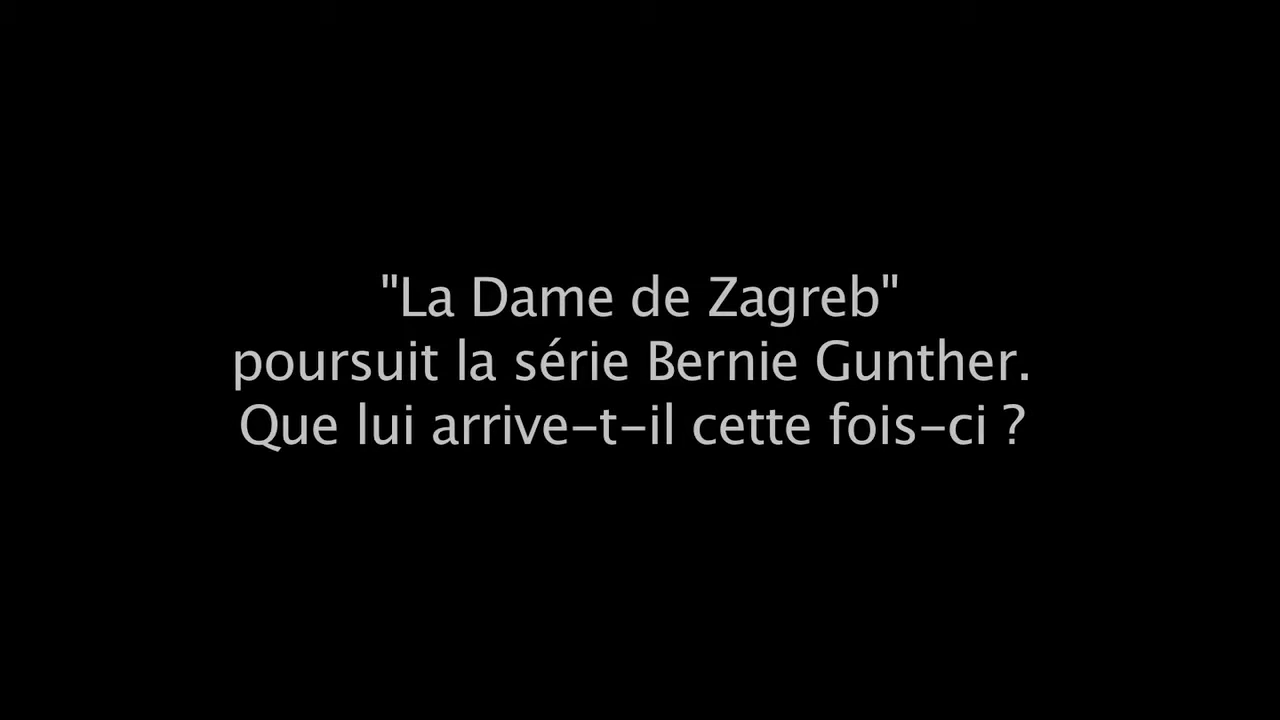 "La Dame de Zagreb"
poursuit la série Bernie Gunther.
Que lui arrive-t-il cette fois-ci ?